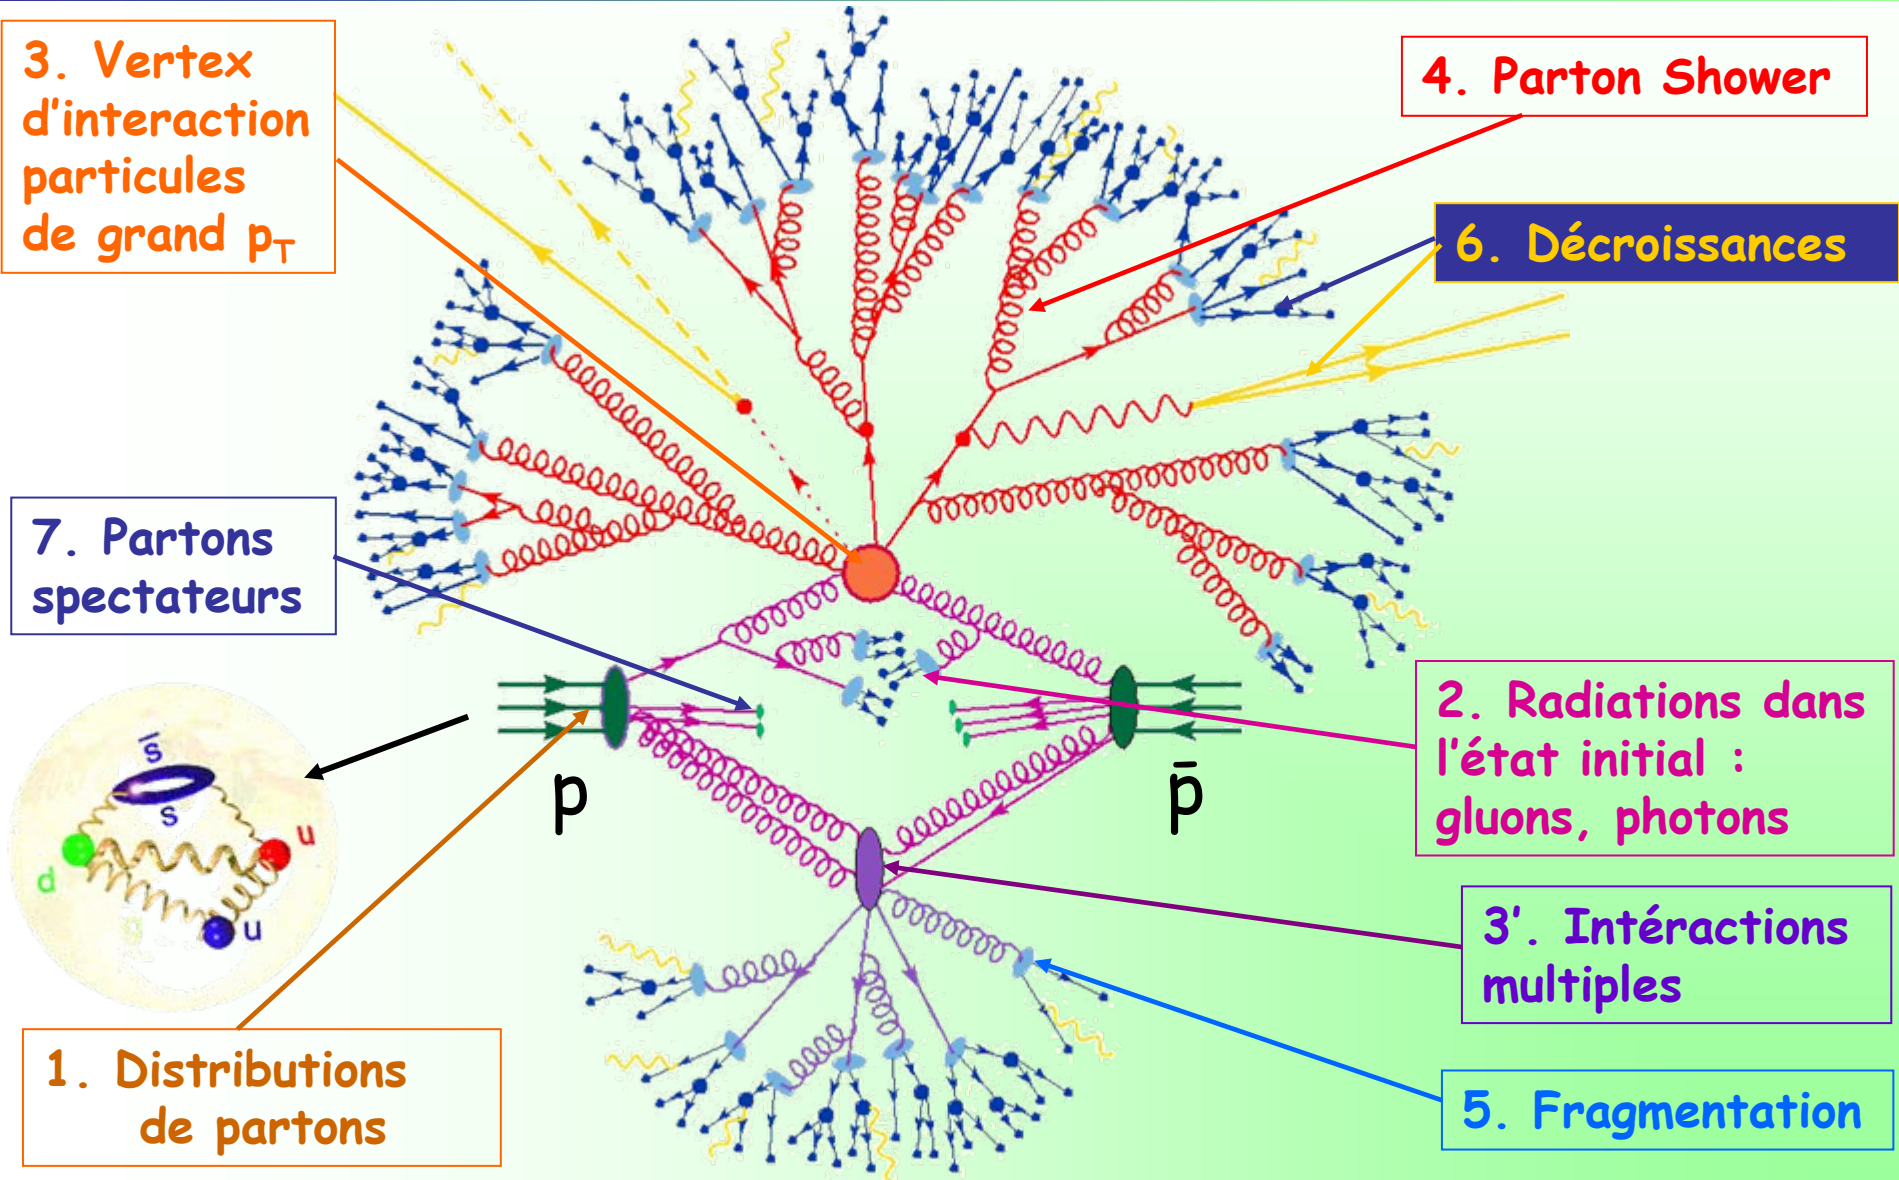 3. Vertex
d'interaction
particules
de grand p_T
4. Parton Shower
6. Décroissances
7. Partons
spectateurs
p
p̄
2. Radiations dans
l'état initial :
gluons, photons
s̄
s
u
d
g
u
3'. Intéractions
multiples
1. Distributions
de partons
5. Fragmentation